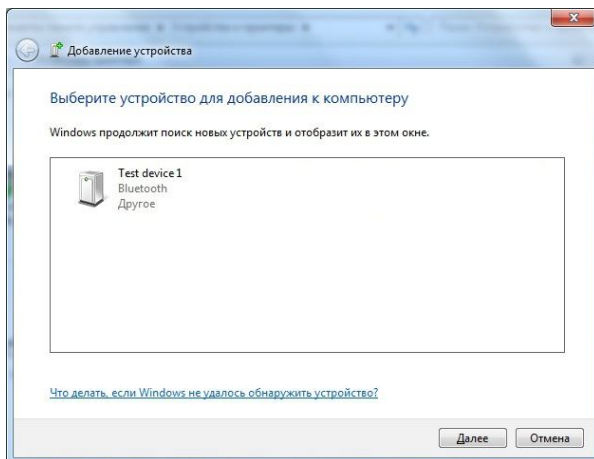 Добавление устройства
Выберите устройство для добавления к компьютеру
Windows продолжит поиск новых устройств и отобразит их в этом окне.
Test device 1
Bluetooth
Другое
Что делать, если Windows не удалось обнаружить устройство?
Далее
Отмена